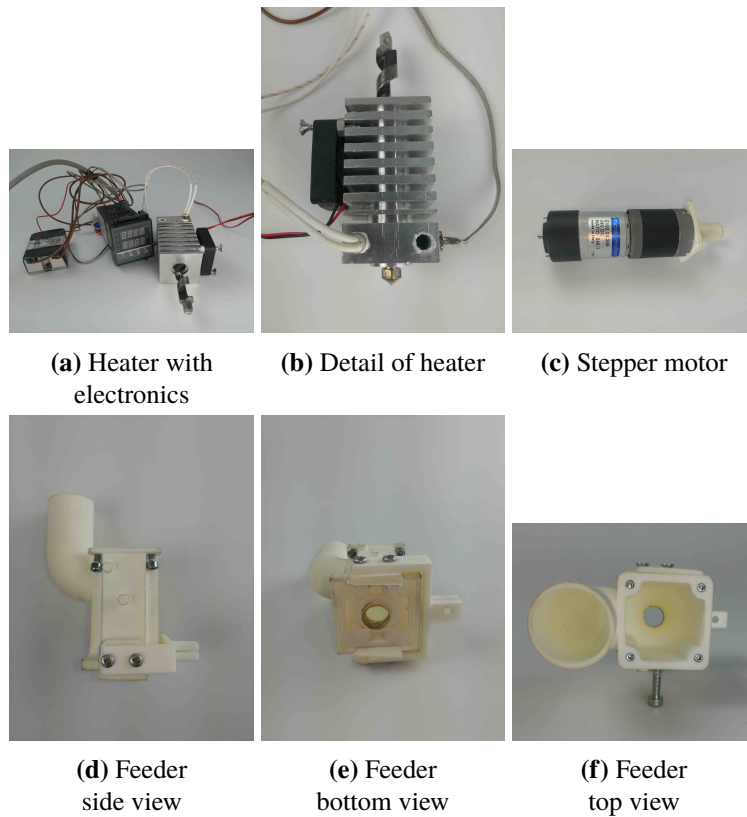 (a) Heater with
electronics
(b) Detail of heater
(c) Stepper motor
(d) Feeder
side view
(e) Feeder
bottom view
(f) Feeder
top view